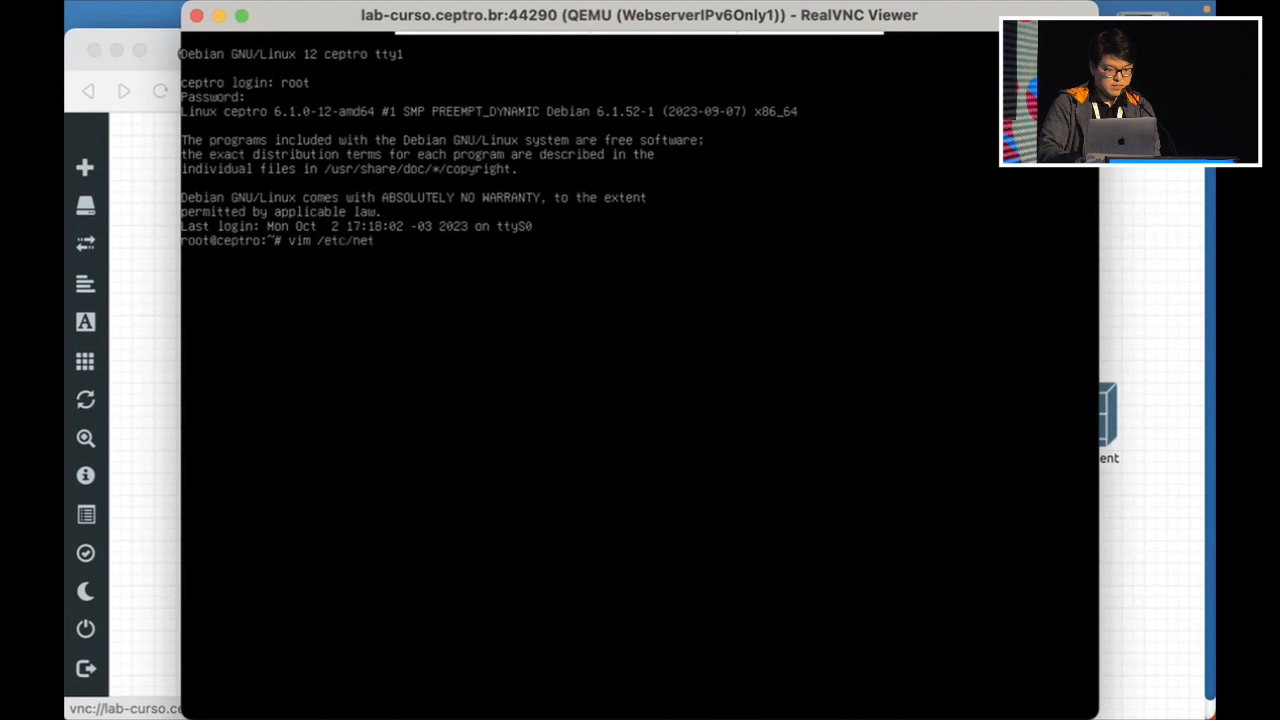 lab-curso.ceptro.br:44290 (QEMU (WebserverIPv6Only1)) - RealVNC Viewer
Debian GNU/Linux 12 ceptro tty1
ceptro login: root
Password:
Linux ceptro 6.1.0-12-amd64 #1 SMP PREEMPT_DYNAMIC Debian 6.1.52-1 (2023-09-07) x86_64
The programs included with the Debian GNU/Linux system are free software;
the exact distribution terms for each program are described in the
individual files in /usr/share/doc/*/copyright.
Debian GNU/Linux comes with ABSOLUTELY NO WARRANTY, to the extent
permitted by applicable law.
Last login: Mon Oct  2 17:18:02 -03 2023 on ttyS0
root@ceptro:~# vim /etc/net
ent
vnc://lab-curso.ce